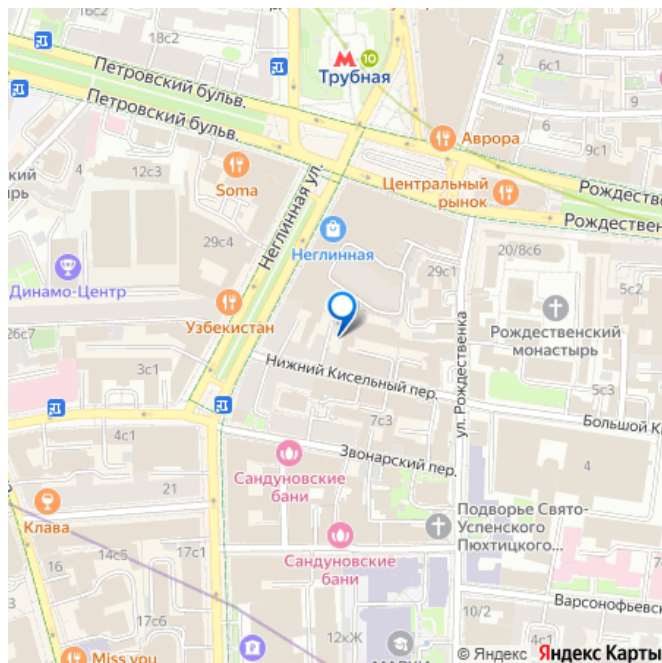 16с2
18с2
10
Трубная
6с1
9
Петровский бульв.
Петровский бульв.
6
Аврора
9с1
4
12с3
Soma
Неглинная ул.
Центральный
рынок
Рождествен
Рождествен
29с4
Неглинная
20/8с6
29с1
5с2
Динамо-Центр
Узбекистан
Рождественский
монастырь
26с7
3с1
Нижний Кисельный пер.
ул. Рождественка
5с3
7с3
Большой К
4с1
Звонарский пер.
4
Сандуновские
бани
21
Клава
Подворье Свято-
Успенского
Пюхтицкого...
17с1
14с5
16
Сандуновские
бани
10/2
Варсонофьевск
17с6
12кЖ
4с1
Miss you
МАРХИ
© Яндекс Яндекс Карты